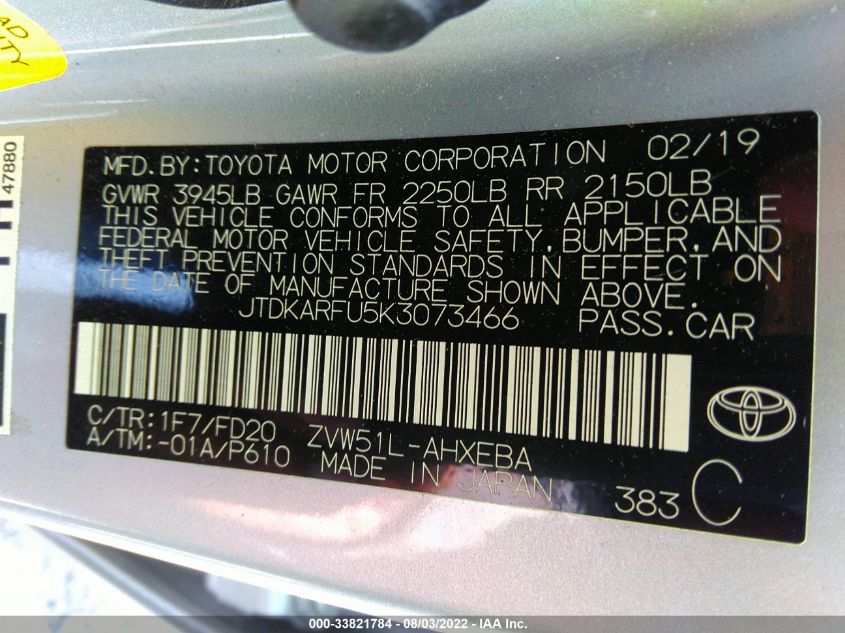 AD
ITY
47880
MFD.BY:TOYOTA MOTOR CORPORATION 02/19
GVWR 3945LB GAWR FR 2250LB RR 2150LB
THIS VEHICLE CONFORMS TO ALL APPLICABLE
FEDERAL MOTOR VEHICLE SAFETY,BUMPER,AND
THEFT PREVENTION STANDARDS IN EFFECT ON
THE DATE OF MANUFACTURE SHOWN ABOVE.
JTDKARFU5K3073466 PASS.CAR
C/TR:1F7/FD20 ZVW51L-AHXEBA
A/TM:-01A/P610 MADE IN JAPAN
383 C
000-33821784 - 08/03/2022 - IAA, Inc.